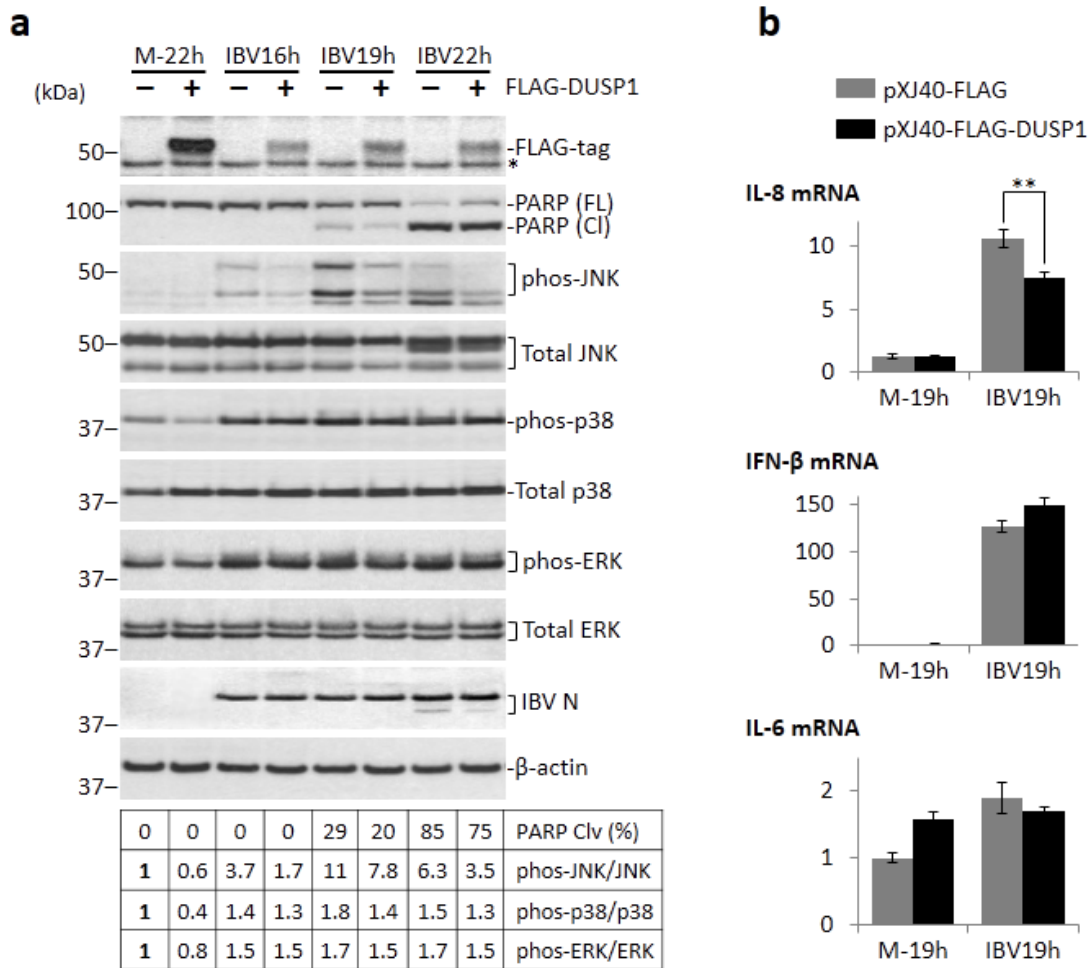 a
M-22h IBV16h IBV19h IBV22h
(kDa) – + – + – + – + FLAG-DUSP1
50– -FLAG-tag
*
100– -PARP (FL)
-PARP (Cl)
50– phos-JNK
50– Total JNK
37– -phos-p38
37– -Total p38
37– phos-ERK
37– Total ERK
37– IBV N
37– -β-actin
0 0 0 0 29 20 85 75 PARP Clv (%)
1 0.6 3.7 1.7 11 7.8 6.3 3.5 phos-JNK/JNK
1 0.4 1.4 1.3 1.8 1.4 1.5 1.3 phos-p38/p38
1 0.8 1.5 1.5 1.7 1.5 1.7 1.5 phos-ERK/ERK
b
pXJ40-FLAG
pXJ40-FLAG-DUSP1
IL-8 mRNA
**
10
5
0
M-19h IBV19h
IFN-β mRNA
150
100
50
0
M-19h IBV19h
IL-6 mRNA
2
1
0
M-19h IBV19h